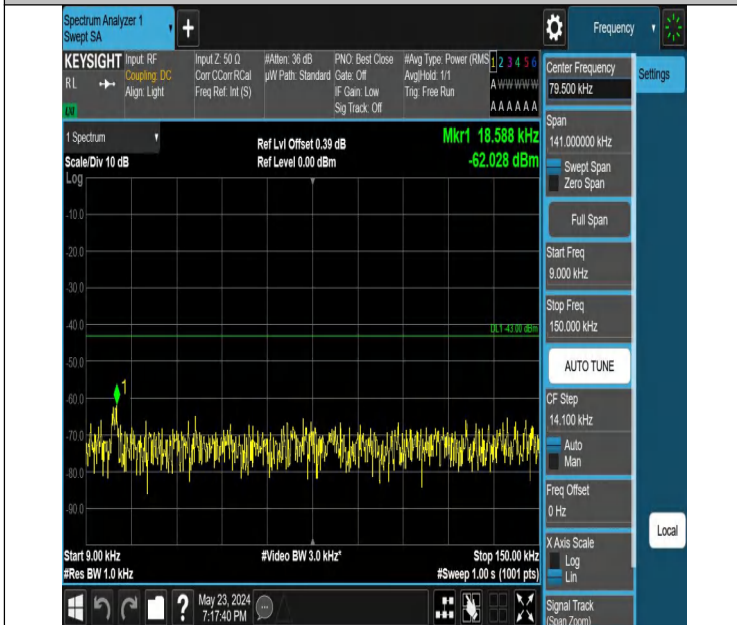 Spectrum Analyzer 1
Swept SA
+
Frequency
KEYSIGHT
RL
Input: RF
Coupling: DC
Align: Light
Input Z: 50 Ω
Corr CCorr RCal
Freq Ref: Int (S)
#Atten: 36 dB
µW Path: Standard
PNO: Best Close
Gate: Off
IF Gain: Low
Sig Track: Off
#Avg Type: Power (RMS
Avg|Hold: 1/1
Trig: Free Run
1 2 3 4 5 6
A W W W W W
A A A A A A
1 Spectrum
Scale/Div 10 dB
Log
Ref Lvl Offset 0.39 dB
Ref Level 0.00 dBm
Mkr1 18.588 kHz
-62.028 dBm
-10.0
-20.0
-30.0
-40.0
DL1 -43.00 dBm
-50.0
1
-60.0
-70.0
-80.0
-90.0
Start 9.00 kHz
#Res BW 1.0 kHz
#Video BW 3.0 kHz*
Stop 150.00 kHz
#Sweep 1.00 s (1001 pts)
?
May 23, 2024
7:17:40 PM
Center Frequency
79.500 kHz
Settings
Span
141.000000 kHz
Swept Span
Zero Span
Full Span
Start Freq
9.000 kHz
Stop Freq
150.000 kHz
AUTO TUNE
CF Step
14.100 kHz
Auto
Man
Freq Offset
0 Hz
X Axis Scale
Log
Lin
Local
Signal Track
(Span Zoom)